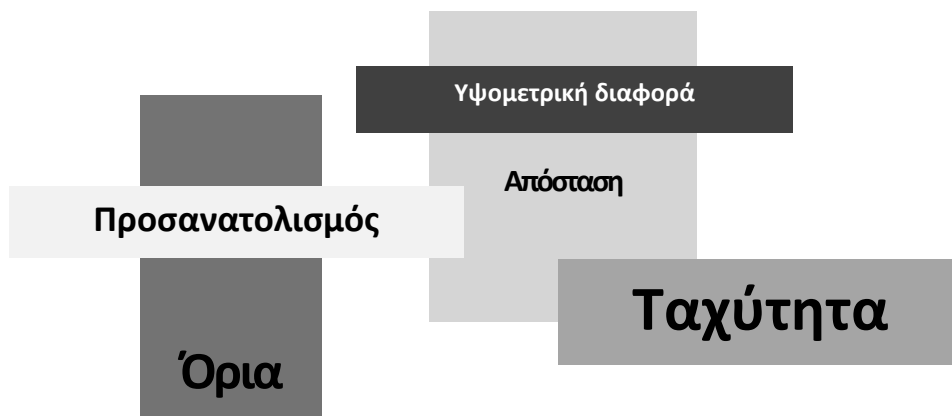 Υψομετρική διαφορά
Απόσταση
Προσανατολισμός
Ταχύτητα
Όρια